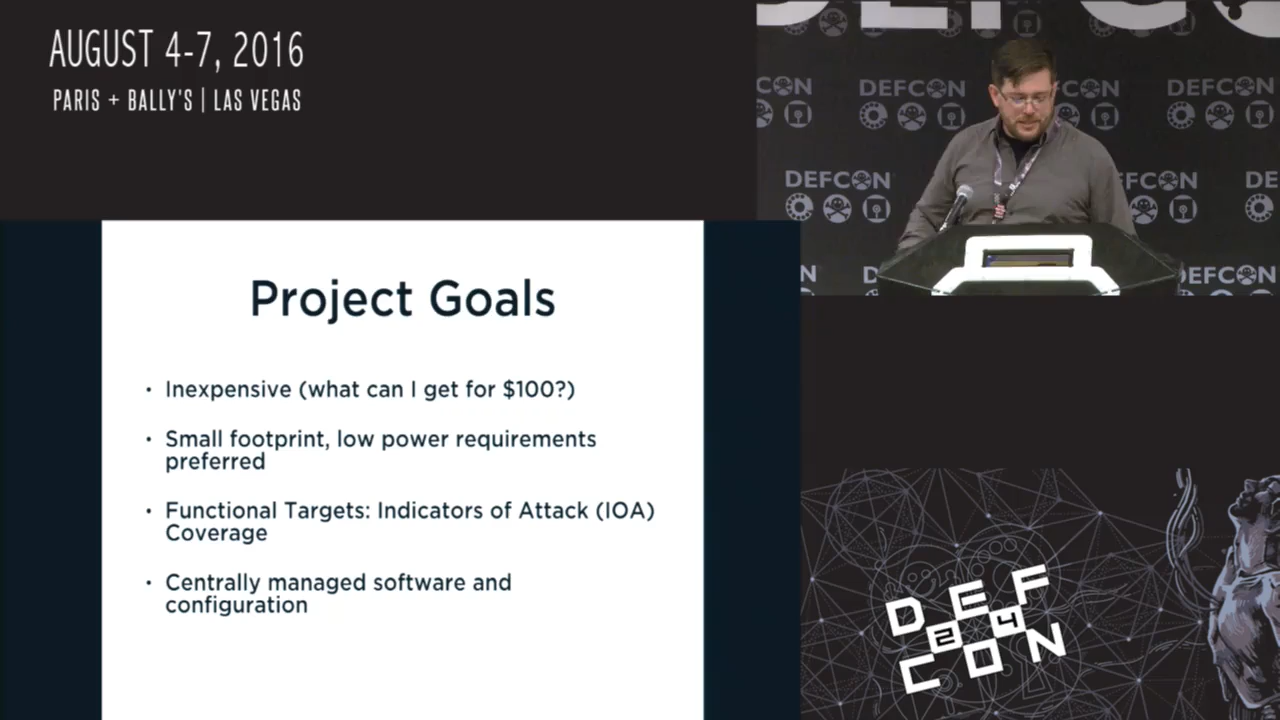 AUGUST 4-7, 2016
PARIS + BALLY'S | LAS VEGAS
DEFCON
DEFCON
DEFCON
DEFCON
DEFCON
Project Goals
• Inexpensive (what can I get for $100?)
• Small footprint, low power requirements
preferred
• Functional Targets: Indicators of Attack (IOA)
Coverage
• Centrally managed software and
configuration
DEF
24
CON